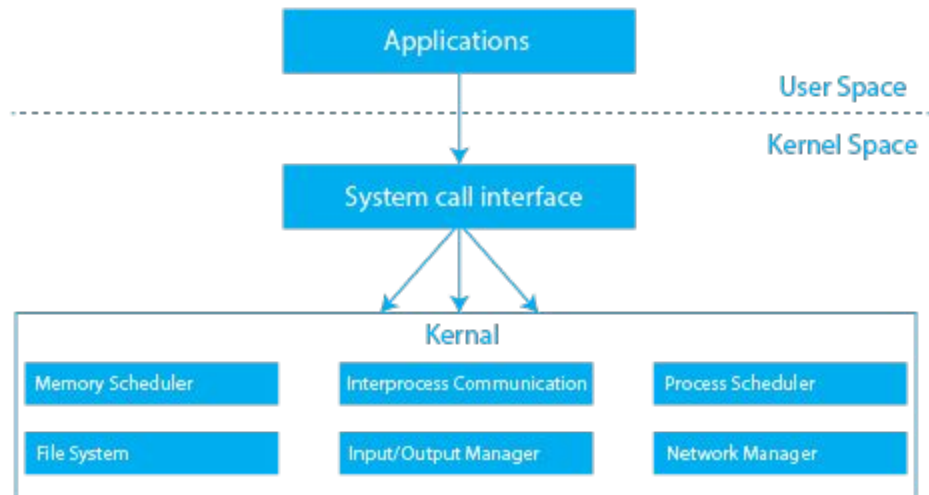 Applications
User Space
Kernel Space
System call interface
Kernal
Memory Scheduler
Interprocess Communication
Process Scheduler
File System
Input/Output Manager
Network Manager